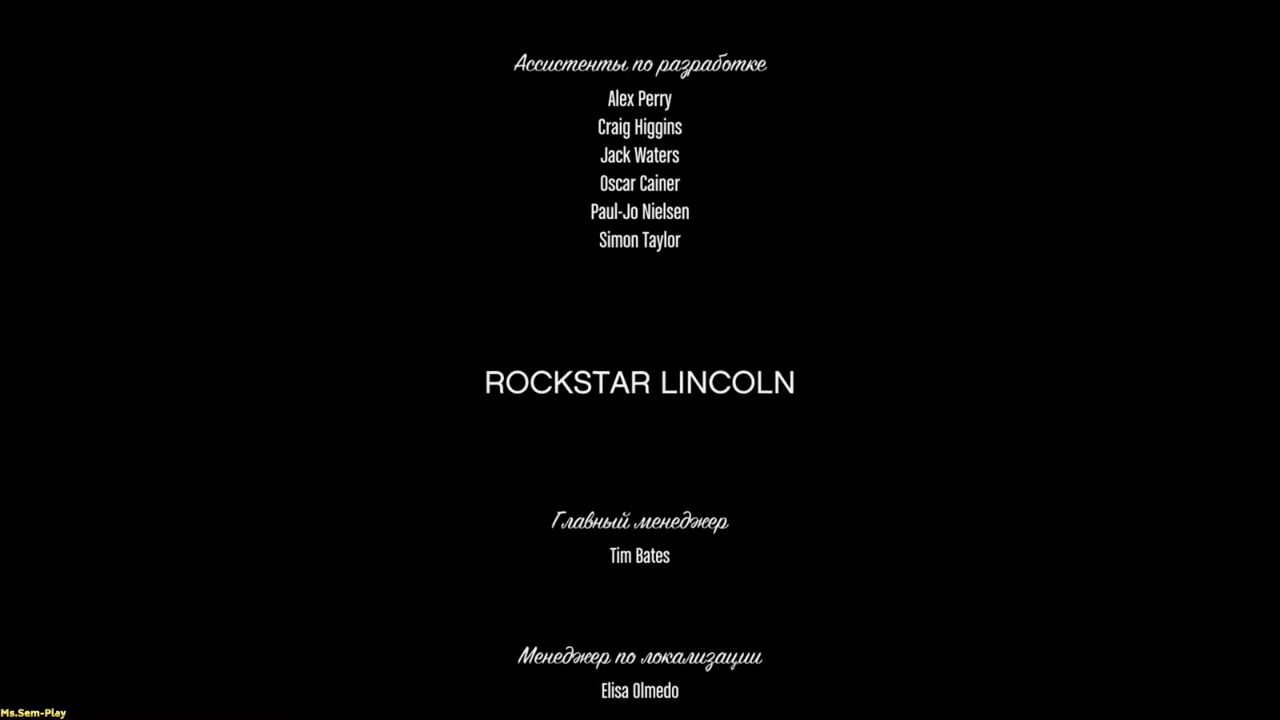 Ассистенты по разработке
Alex Perry
Craig Higgins
Jack Waters
Oscar Cainer
Paul-Jo Nielsen
Simon Taylor
ROCKSTAR LINCOLN
Главный менеджер
Tim Bates
Менеджер по локализации
Elisa Olmedo
Ms.Sem-Play